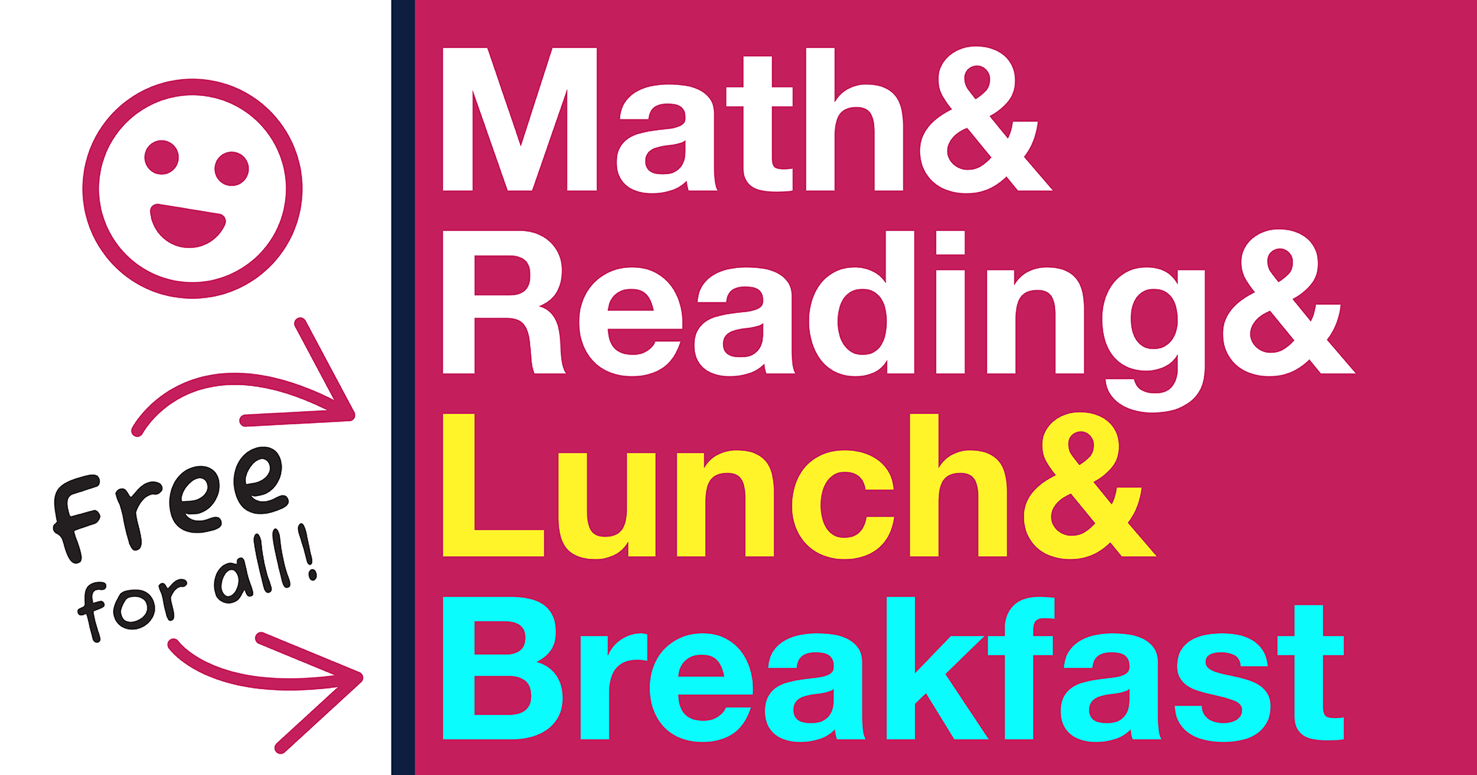 Free
for all!
Math&
Reading&
Lunch&
Breakfast